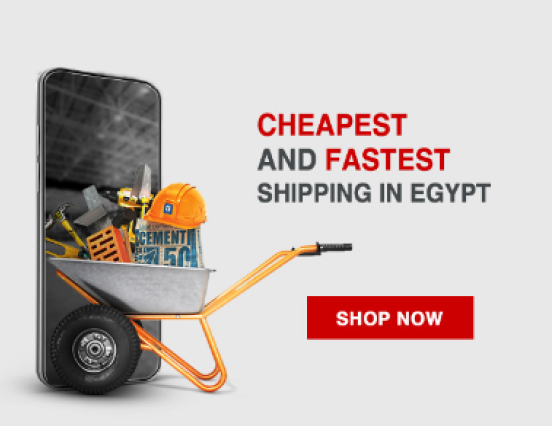 CHEAPEST
AND FASTEST
SHIPPING IN EGYPT
CEMENT
50
SHOP NOW